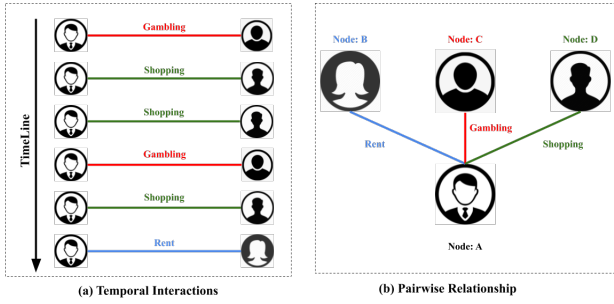 TimeLine
Gambling
Shopping
Shopping
Gambling
Shopping
Rent
(a) Temporal Interactions
Node: B
Node: C
Node: D
Rent
Gambling
Shopping
Node: A
(b) Pairwise Relationship